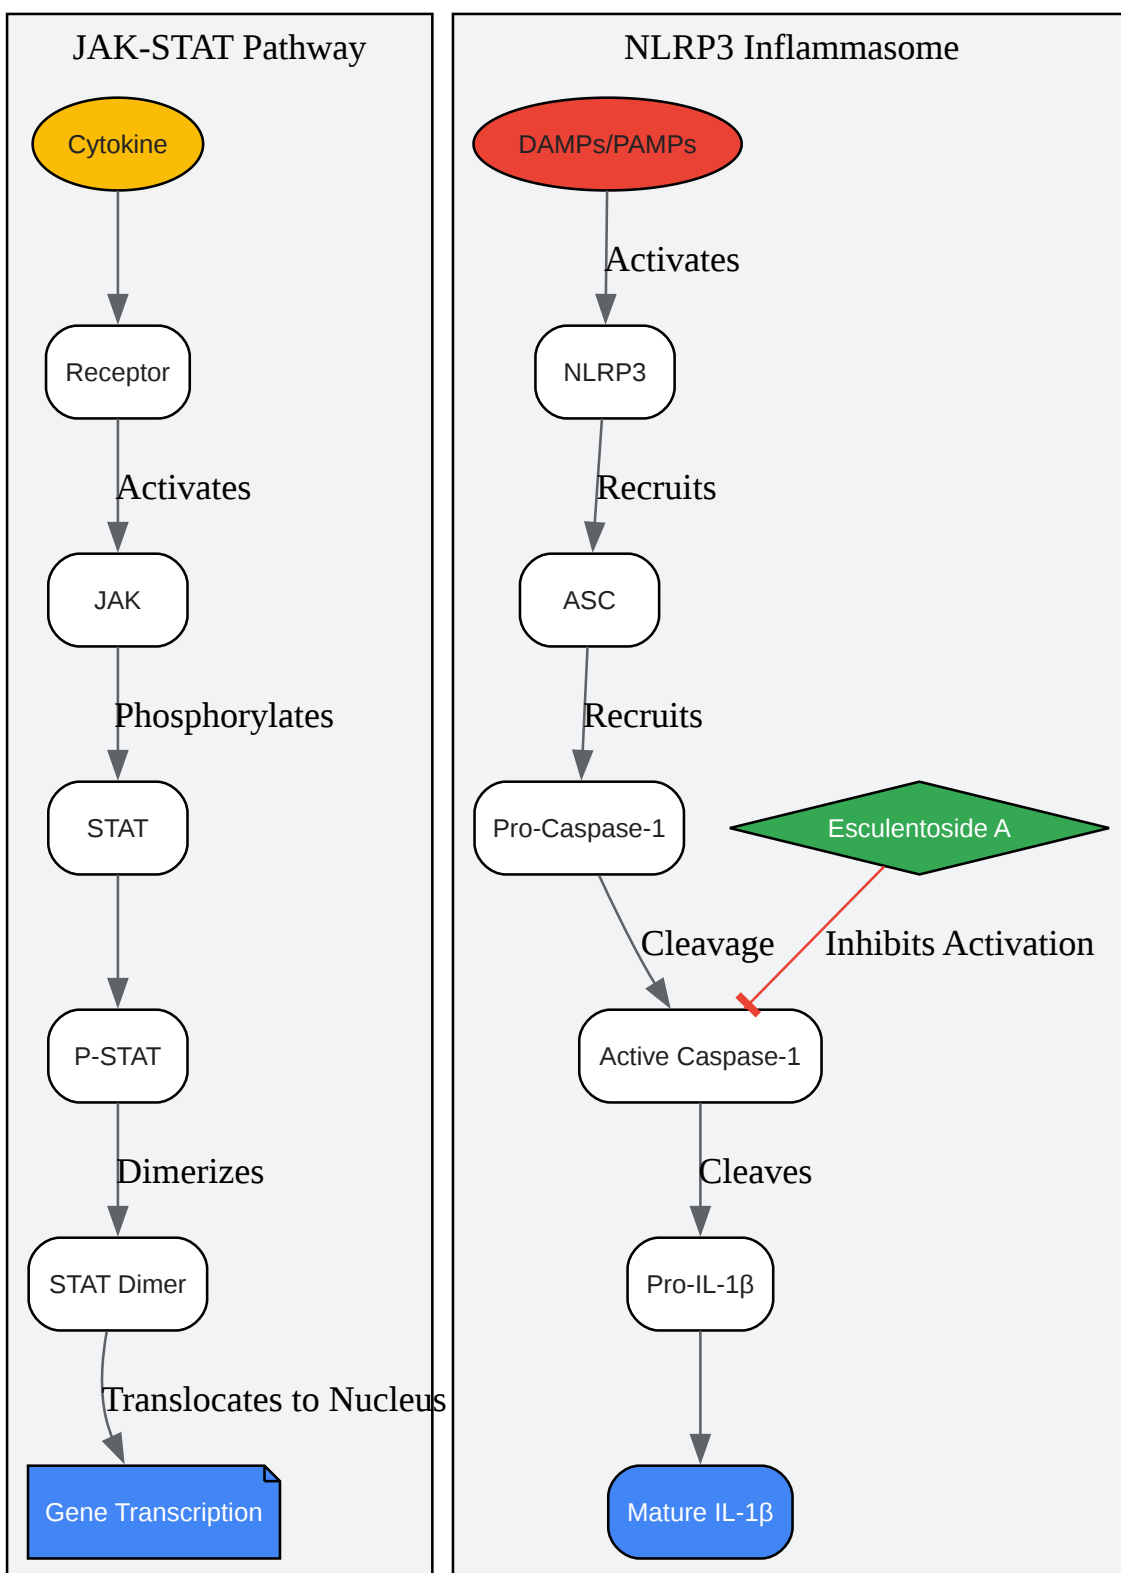 JAK-STAT Pathway
Cytokine
Receptor
Activates
JAK
Phosphorylates
STAT
P-STAT
Dimerizes
STAT Dimer
Translocates to Nucleus
Gene Transcription
NLRP3 Inflammasome
DAMPs/PAMPs
Activates
NLRP3
Recruits
ASC
Recruits
Pro-Caspase-1
Esculentoside A
Cleavage
Inhibits Activation
Active Caspase-1
Cleaves
Pro-IL-1β
Mature IL-1β